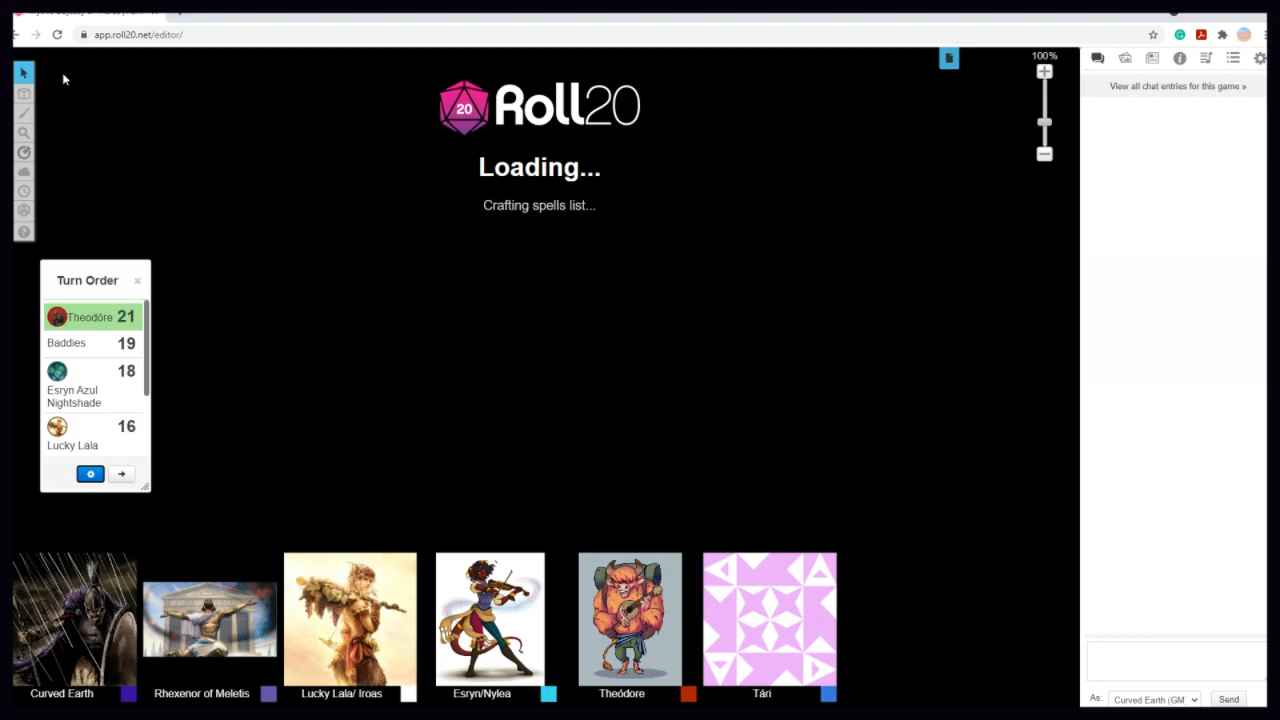 app.roll20.net/editor/
100%
View all chat entries for this game »
20
Roll20
Loading...
Crafting spells list...
Turn Order
Theodóre 21
Baddies 19
18
Esryn Azul
Nightshade
16
Lucky Lala
Curved Earth
Rhexenor of Meletis
Lucky Lala/ Iroas
Esryn/Nylea
Theódore
Tári
As:
Curved Earth (GM)
Send